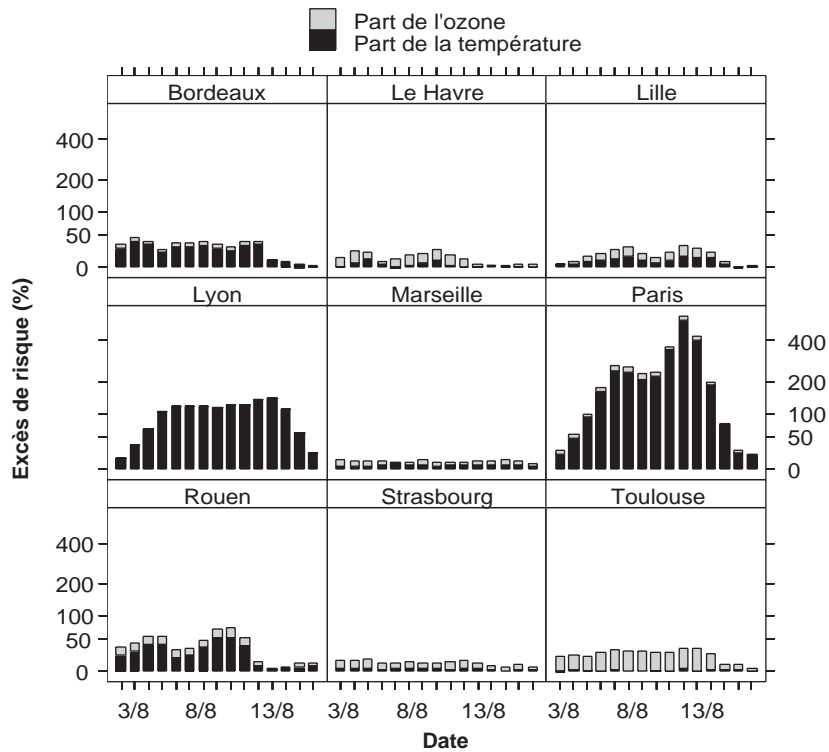 Part de l'ozone
Part de la température
Bordeaux Le Havre Lille
400
200
100
50
0
Lyon Marseille Paris
400
200
100
50
0
Rouen Strasbourg Toulouse
400
200
100
50
0
3/8 8/8 13/8 3/8 8/8 13/8 3/8 8/8 13/8
Date
Excès de risque (%)